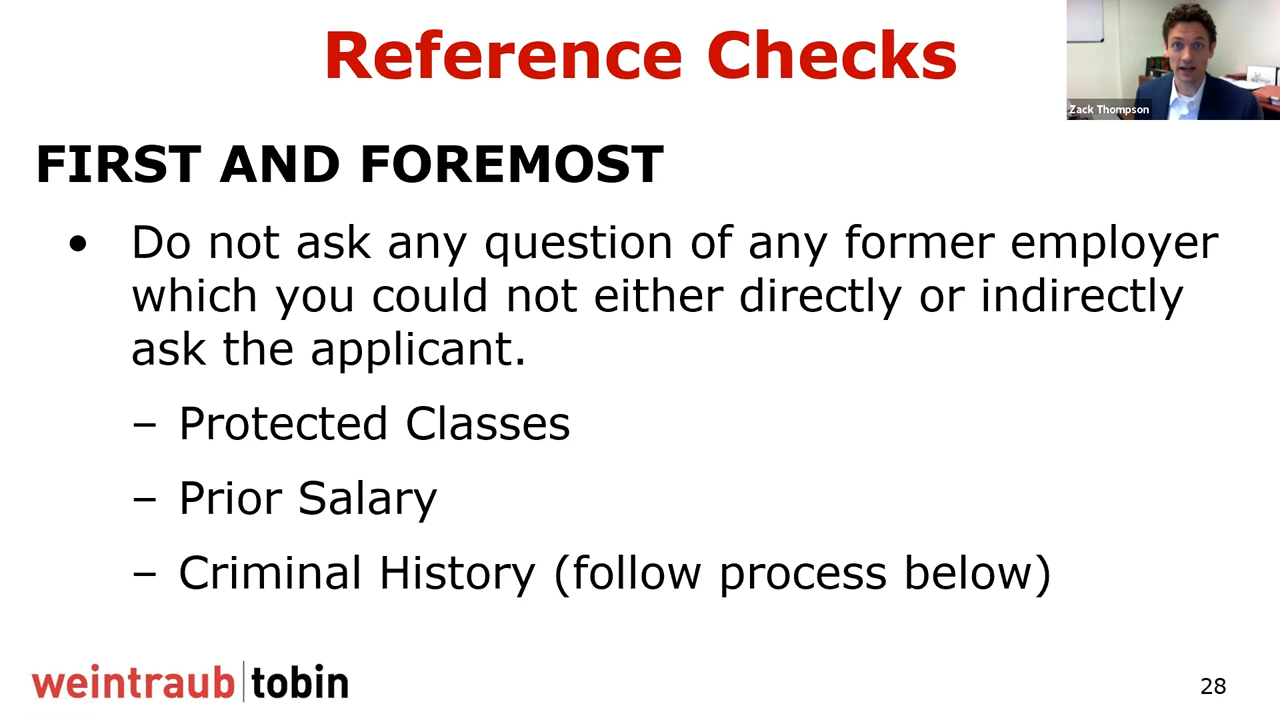 Reference Checks
Zack Thompson
FIRST AND FOREMOST
• Do not ask any question of any former employer
which you could not either directly or indirectly
ask the applicant.
– Protected Classes
– Prior Salary
– Criminal History (follow process below)
weintraub|tobin
28